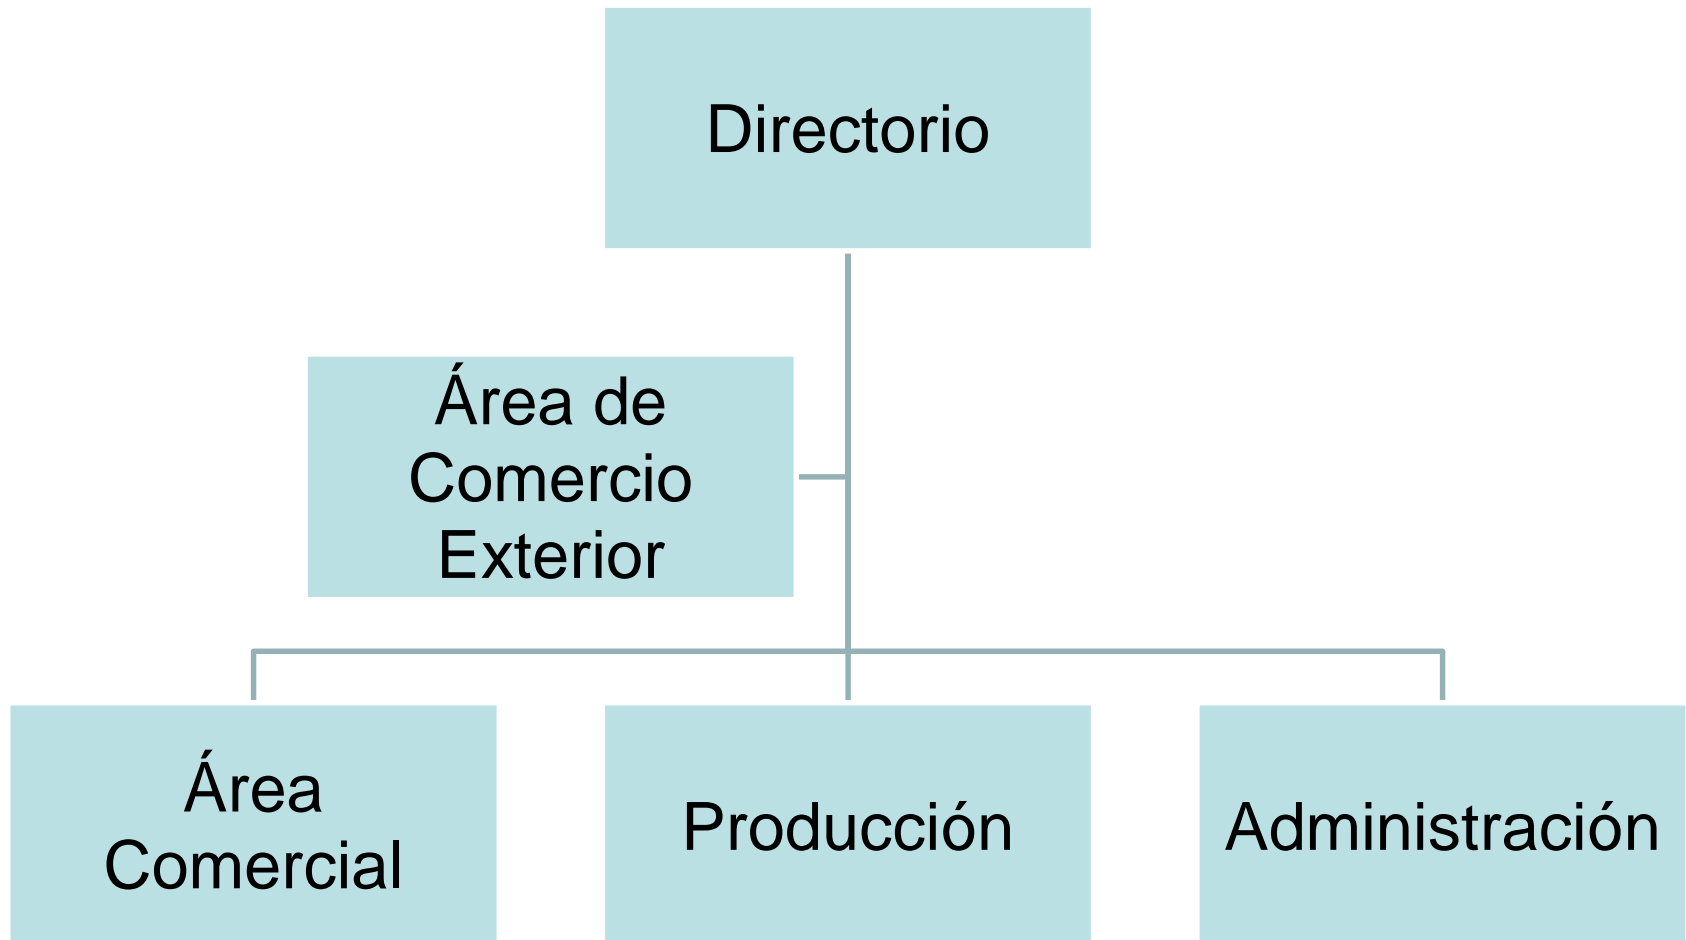 Directorio
Área de
Comercio
Exterior
Área
Comercial
Producción
Administración